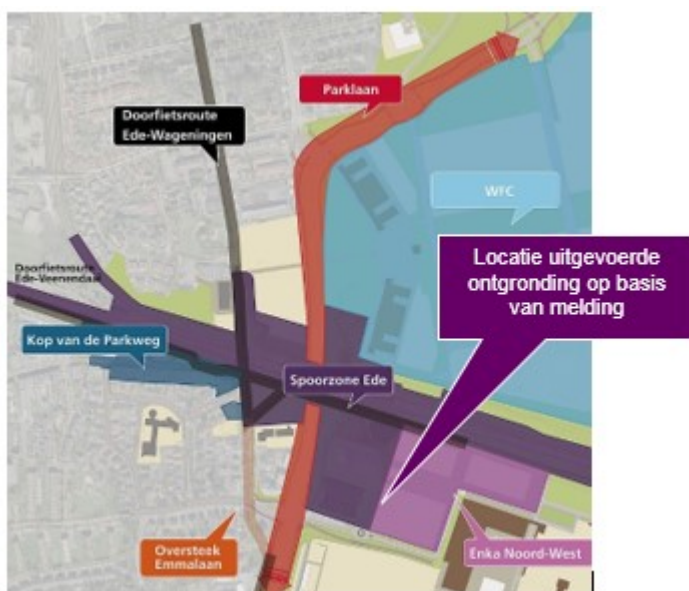 Parklaan
Doorfietsroute
Ede-Wageningen
WFC
Locatie uitgevoerde
ontgronding op basis
van melding
Doorfietsroute
Ede-Veenendaal
Kop van de Parkweg
Spoorzone Ede
Oversteek
Emmalaan
Enka Noord-West